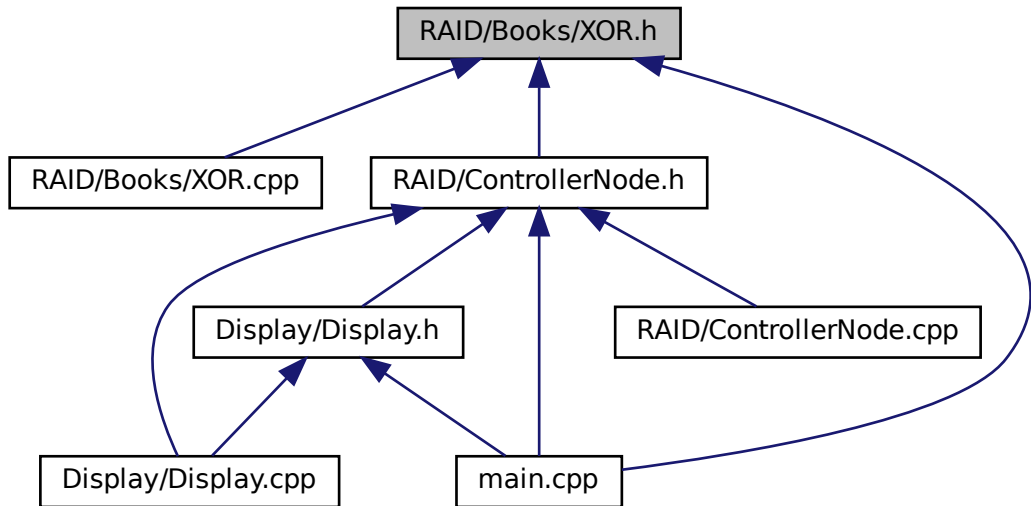 RAID/Books/XOR.h
RAID/Books/XOR.cpp
RAID/ControllerNode.h
Display/Display.h
RAID/ControllerNode.cpp
Display/Display.cpp
main.cpp